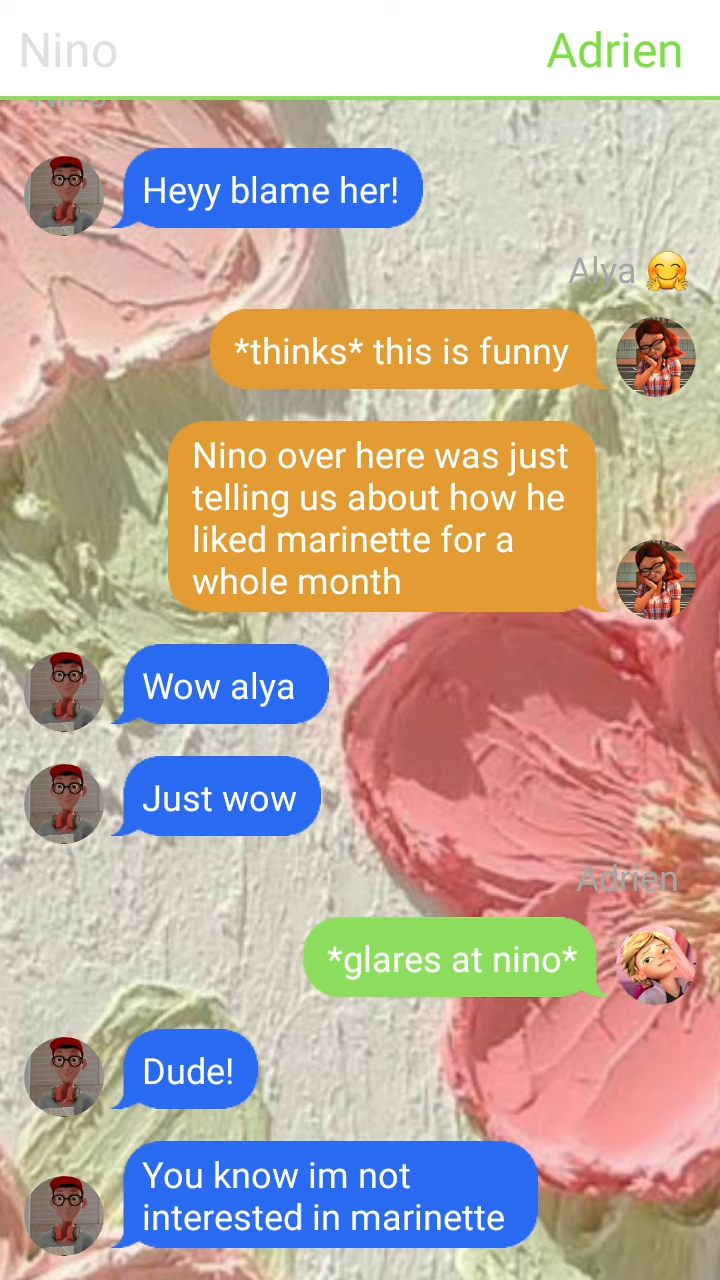 Nino
Adrien
Nino
Heyy blame her!
Alya 🤗
*thinks* this is funny
Nino over here was just
telling us about how he
liked marinette for a
whole month
Wow alya
Just wow
Adrien
*glares at nino*
Dude!
You know im not
interested in marinette